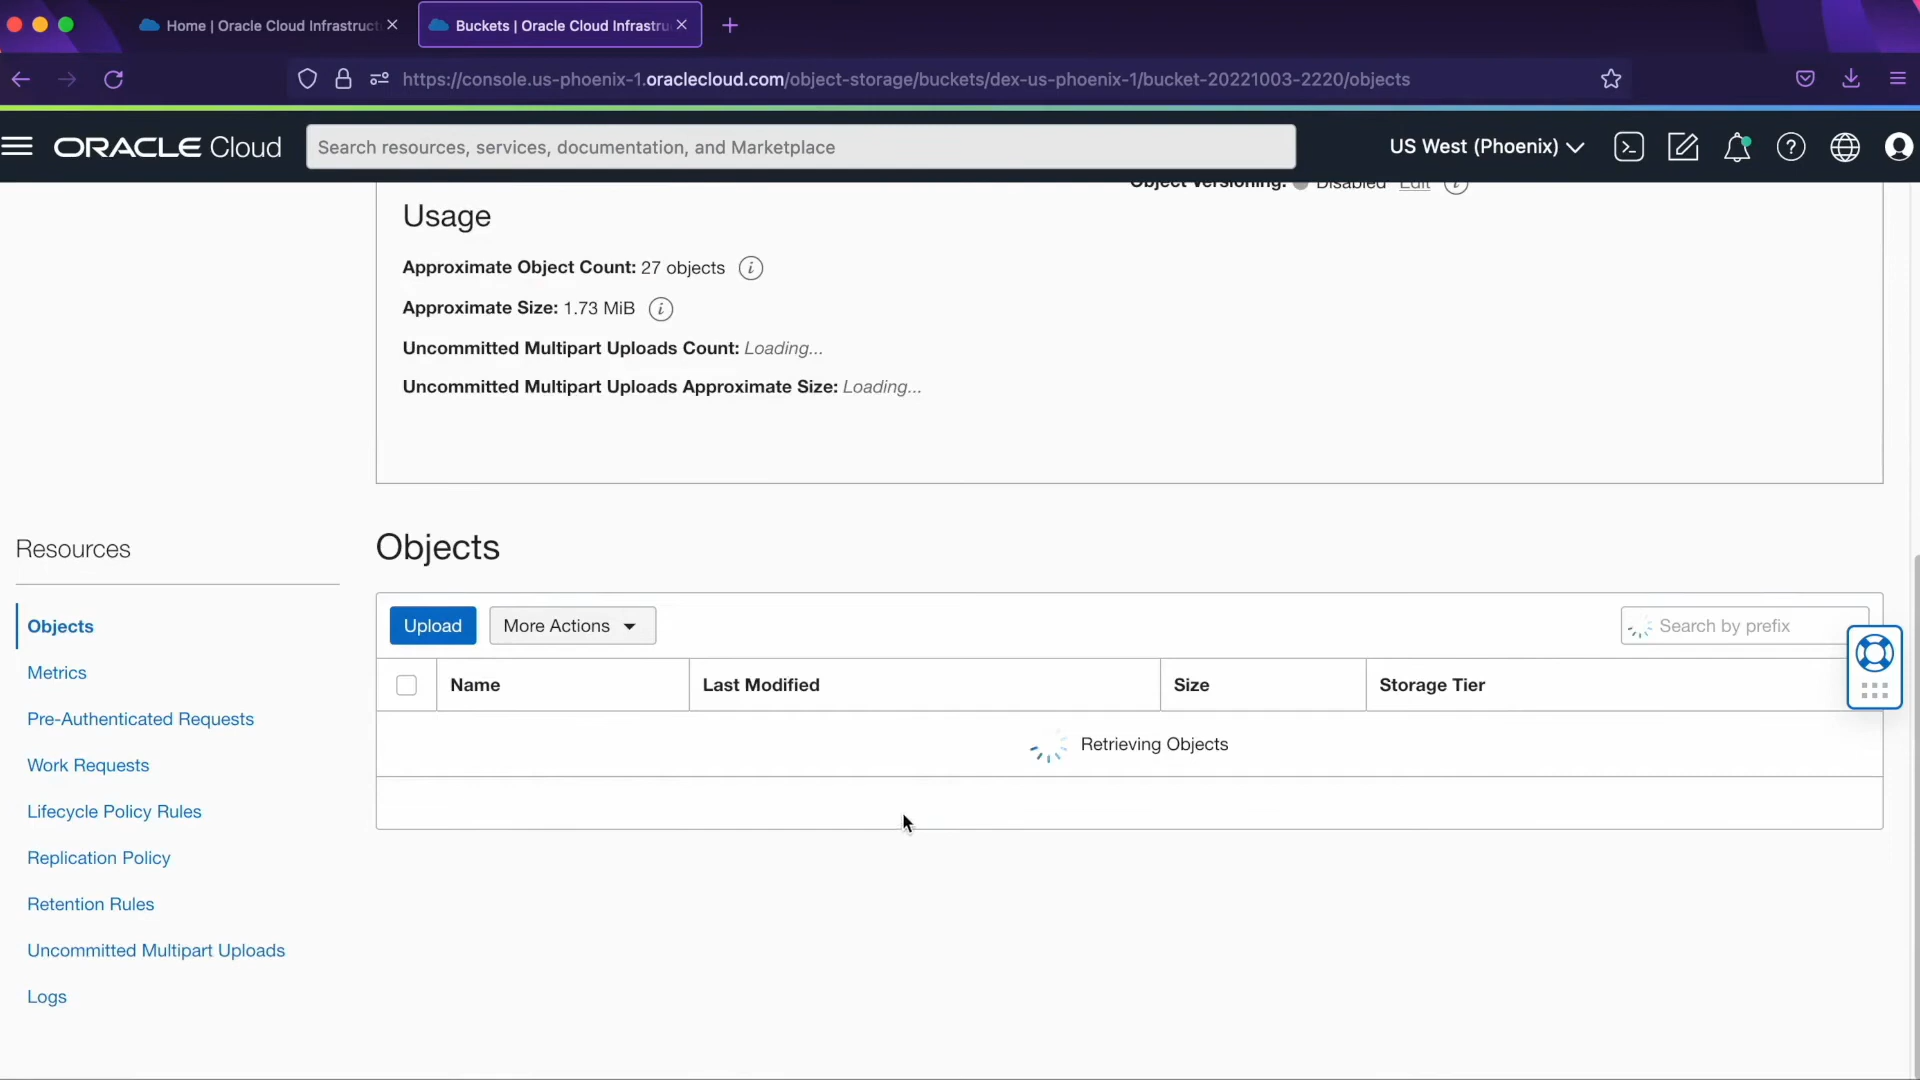 Home | Oracle Cloud Infrastruct
Buckets | Oracle Cloud Infrastru
https://console.us-phoenix-1.oraclecloud.com/object-storage/buckets/dex-us-phoenix-1/bucket-20221003-2220/objects
ORACLE Cloud
Search resources, services, documentation, and Marketplace
US West (Phoenix)
Object Versioning: Disabled Edit
Usage
Approximate Object Count: 27 objects
Approximate Size: 1.73 MiB
Uncommitted Multipart Uploads Count: Loading...
Uncommitted Multipart Uploads Approximate Size: Loading...
Resources
Objects
Metrics
Pre-Authenticated Requests
Work Requests
Lifecycle Policy Rules
Replication Policy
Retention Rules
Uncommitted Multipart Uploads
Logs
Objects
Upload
More Actions
Search by prefix
Name Last Modified Size Storage Tier
Retrieving Objects